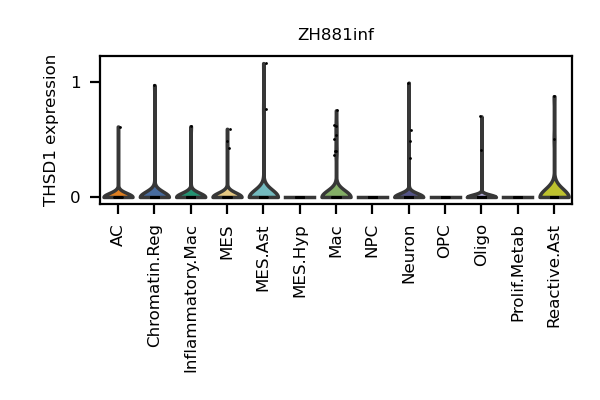 ZH881inf
THSD1 expression
1
0
AC
Chromatin.Reg
Inflammatory.Mac
MES
MES.Ast
MES.Hyp
Mac
NPC
Neuron
OPC
Oligo
Prolif.Metab
Reactive.Ast